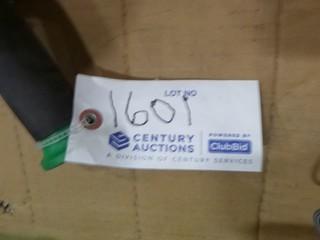 LOT NO
1601
CENTURY
AUCTIONS
A DIVISION OF CENTURY SERVICES
POWERED BY
ClubBid